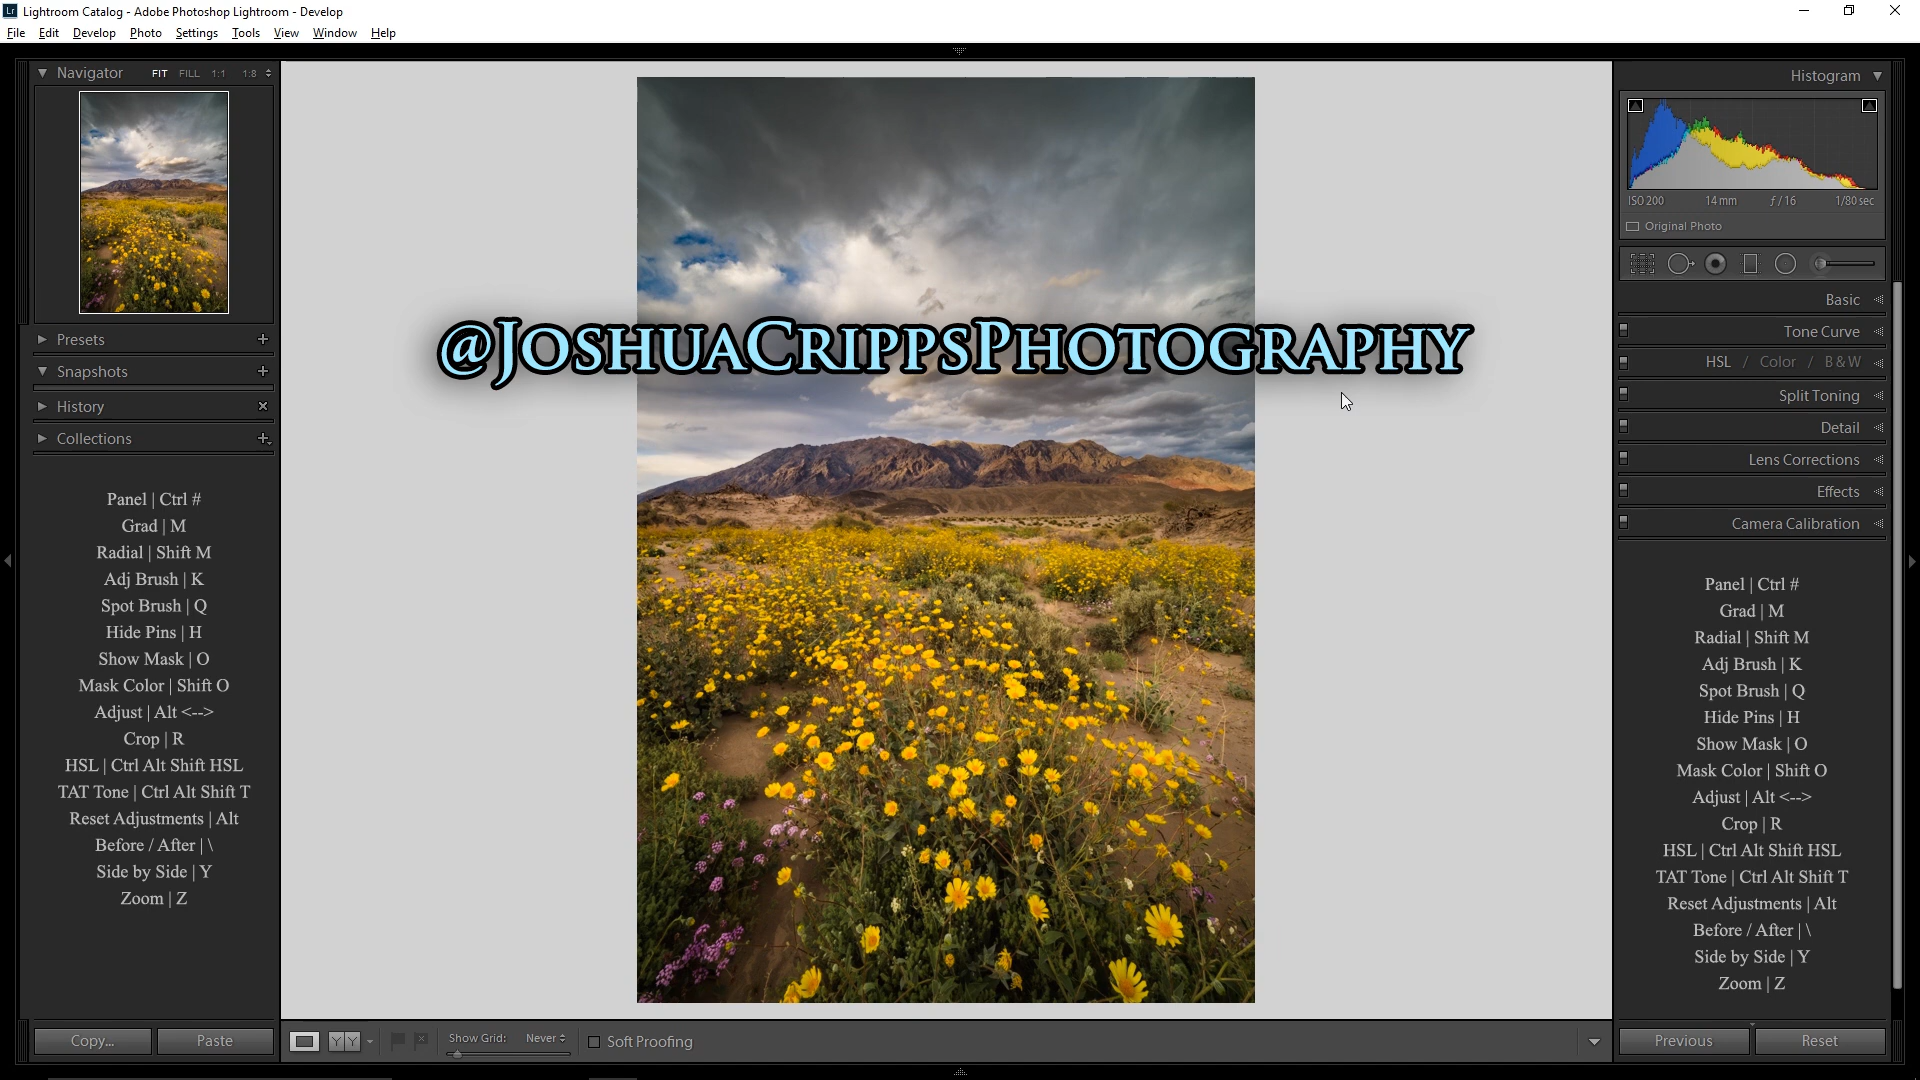 Lightroom Catalog - Adobe Photoshop Lightroom - Develop
File Edit Develop Photo Settings Tools View Window Help
Navigator FIT FILL 1:1 1:8
Presets
Snapshots
History
Collections
Panel | Ctrl #
Grad | M
Radial | Shift M
Adj Brush | K
Spot Brush | Q
Hide Pins | H
Show Mask | O
Mask Color | Shift O
Adjust | Alt <-->
Crop | R
HSL | Ctrl Alt Shift HSL
TAT Tone | Ctrl Alt Shift T
Reset Adjustments | Alt
Before / After | \
Side by Side | Y
Zoom | Z
Copy... Paste
@JoshuaCrippsPhotography
Show Grid: Never Soft Proofing
Histogram
ISO 200 14 mm ƒ / 16 1/80 sec
Original Photo
Basic
Tone Curve
HSL / Color / B & W
Split Toning
Detail
Lens Corrections
Effects
Camera Calibration
Panel | Ctrl #
Grad | M
Radial | Shift M
Adj Brush | K
Spot Brush | Q
Hide Pins | H
Show Mask | O
Mask Color | Shift O
Adjust | Alt <-->
Crop | R
HSL | Ctrl Alt Shift HSL
TAT Tone | Ctrl Alt Shift T
Reset Adjustments | Alt
Before / After | \
Side by Side | Y
Zoom | Z
Previous Reset